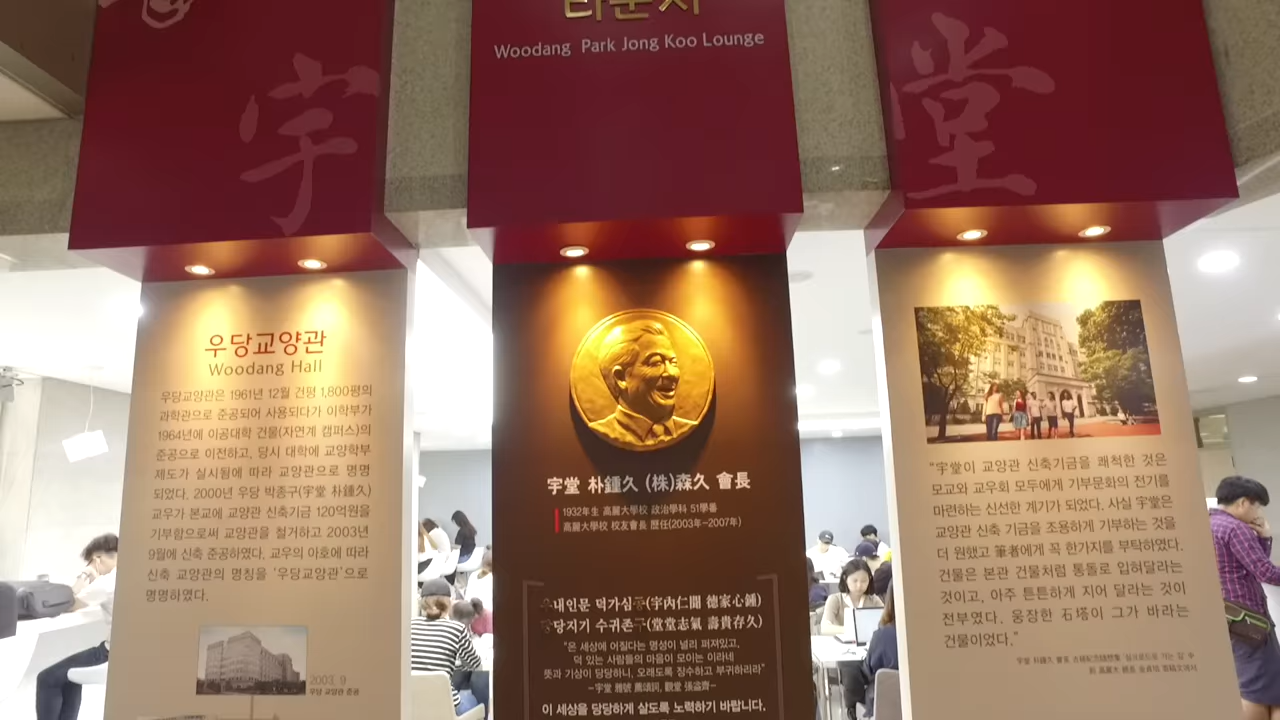 宇
라운지
Woodang Park Jong Koo Lounge
堂
우당교양관
Woodang Hall
우당교양관은 1961년 12월 건평 1,800평의
과학관으로 준공되어 사용되다가 이학부가
1964년에 이공대학 건물(자연계 캠퍼스)의
준공으로 이전하고, 당시 대학에 교양학부
제도가 실시됨에 따라 교양관으로 명명
되었다. 2000년 우당 박종구(宇堂 朴鍾久)
교우가 본교에 교양관 신축기금 120억원을
기부함으로써 교양관을 철거하고 2003년
9월에 신축 준공하였다. 교우의 아호에 따라
신축 교양관의 명칭을 '우당교양관'으로
명명하였다.
2003. 9
우당 교양관 준공
宇堂 朴鍾久 (株)森久 會長
1932年生 高麗大學校 政治學科 51學番
高麗大學校 校友會長 歷任(2003年~2007年)
우내인문 덕가심종(宇內仁聞 德家心鍾)
당당지기 수귀존구(堂堂志氣 壽貴存久)
"온 세상에 어질다는 명성이 널리 퍼져있고,
덕 있는 사람들의 마음이 모이는 이라네
뜻과 기상이 당당하니, 오래도록 장수하고 부귀하리라"
이 세상을 당당하게 살도록 노력하기 바랍니다.
"宇堂이 교양관 신축기금을 쾌척한 것은
모교와 교우회 모두에게 기부문화의 전기를
마련하는 신선한 계기가 되었다. 사실 宇堂은
교양관 신축 기금을 조용하게 기부하는 것을
더 원했고 筆者에게 꼭 한가지를 부탁하였다.
건물은 본관 건물처럼 통돌로 입혀달라는
것이고, 아주 튼튼하게 지어 달라는 것이
전부였다. 웅장한 石塔이 그가 바라는
건물이었다."